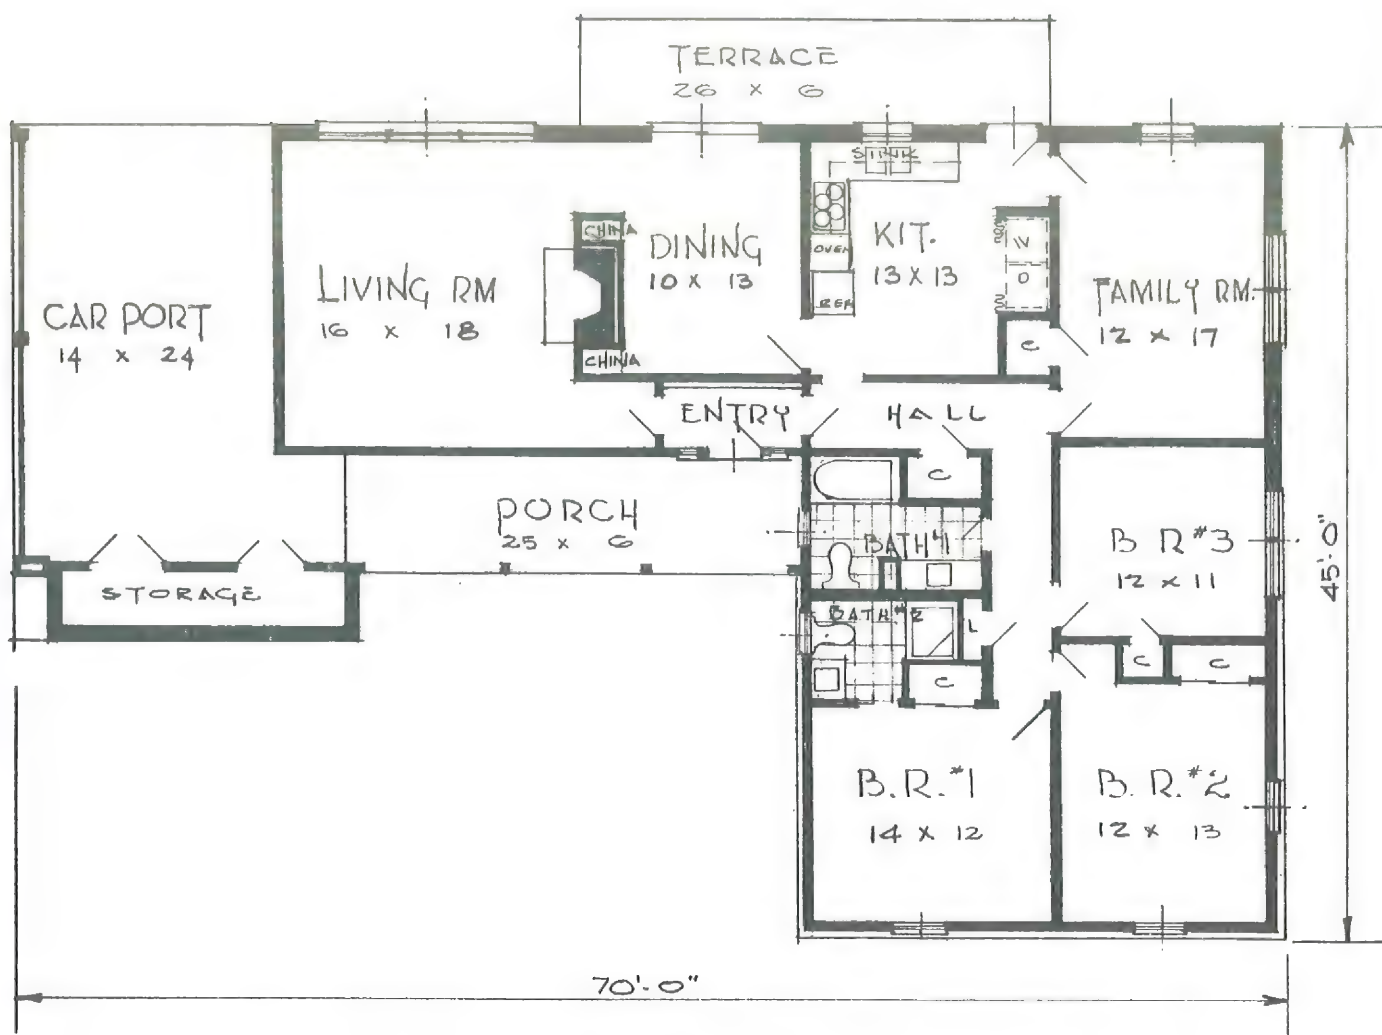 TERRACE
26 x 6
SINK
CHINA
DINING
10 X 13
OVEN
REF.
KIT.
13 X 13
W
D
LIVING RM
16 x 18
FAMILY RM.
12 x 17
CAR PORT
14 x 24
CHINA
C
ENTRY
HALL
C
PORCH
25 x 6
BATH #1
B R #3
12 x 11
45'-0"
STORAGE
BATH #2
L
C
C
C
B.R. #1
14 X 12
B. R. #2
12 x 13
70'-0"